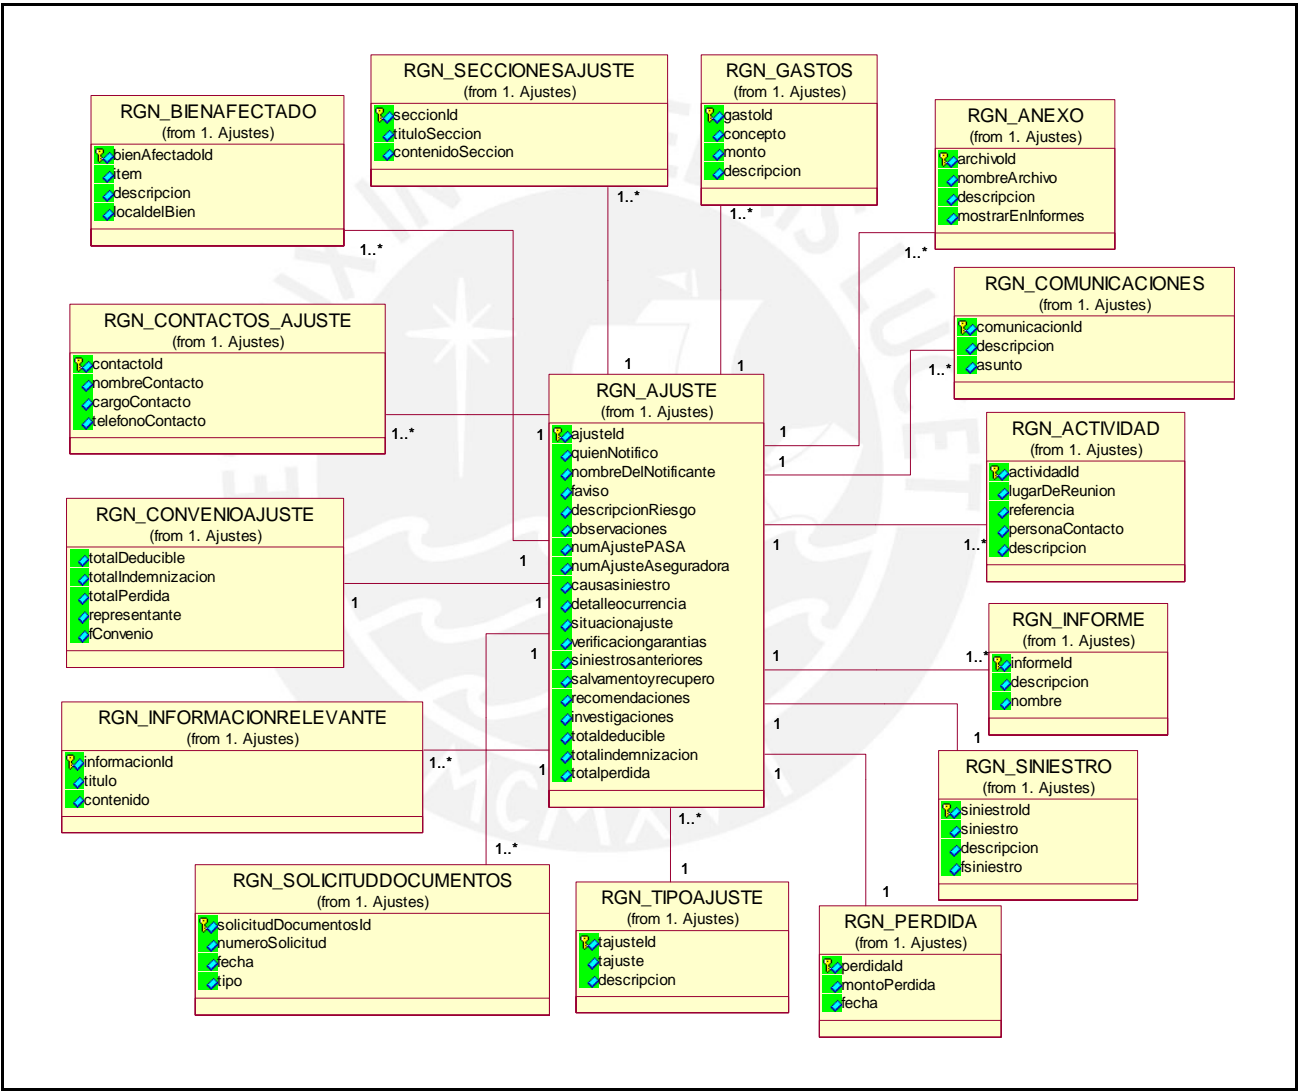 RGN_SECCIONESAJUSTE
(from 1. Ajustes)
seccionId
tituloSeccion
contenidoSeccion
1..*
1
RGN_GASTOS
(from 1. Ajustes)
gastoId
concepto
monto
descripcion
1..*
1
RGN_BIENAFECTADO
(from 1. Ajustes)
bienAfectadoId
item
descripcion
localdelBien
1..*
1
RGN_ANEXO
(from 1. Ajustes)
archivoId
nombreArchivo
descripcion
mostrarEnInformes
1..*
1
RGN_COMUNICACIONES
(from 1. Ajustes)
comunicacionId
descripcion
asunto
1..*
1
RGN_CONTACTOS_AJUSTE
(from 1. Ajustes)
contactoId
nombreContacto
cargoContacto
telefonoContacto
1..*
1
RGN_AJUSTE
(from 1. Ajustes)
ajusteId
quienNotifico
nombreDelNotificante
faviso
descripcionRiesgo
observaciones
numAjustePASA
numAjusteAseguradora
causasiniestro
detalleocurrencia
situacionajuste
verificaciongarantias
siniestrosanteriores
salvamentoyrecupero
recomendaciones
investigaciones
totaldeducible
totalindemnizacion
totalperdida
RGN_ACTIVIDAD
(from 1. Ajustes)
actividadId
lugarDeReunion
referencia
personaContacto
descripcion
1..*
1
RGN_CONVENIOAJUSTE
(from 1. Ajustes)
totalDeducible
totalIndemnizacion
totalPerdida
representante
fConvenio
1
1
RGN_INFORME
(from 1. Ajustes)
informeId
descripcion
nombre
1..*
1
RGN_INFORMACIONRELEVANTE
(from 1. Ajustes)
informacionId
titulo
contenido
1..*
1
RGN_SINIESTRO
(from 1. Ajustes)
siniestroId
siniestro
descripcion
fsiniestro
1
1
RGN_SOLICITUDDOCUMENTOS
(from 1. Ajustes)
solicitudDocumentosId
numeroSolicitud
fecha
tipo
1..*
1
RGN_TIPOAJUSTE
(from 1. Ajustes)
tajusteId
tajuste
descripcion
1..*
1
RGN_PERDIDA
(from 1. Ajustes)
perdidaId
montoPerdida
fecha
1
1